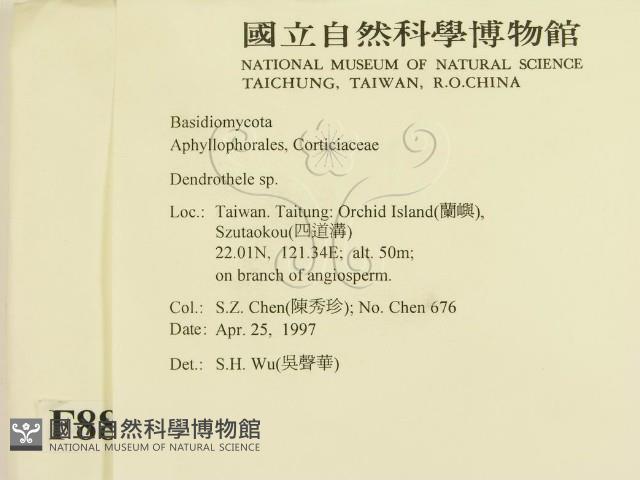 國立自然科學博物館
NATIONAL MUSEUM OF NATURAL SCIENCE
TAICHUNG, TAIWAN, R.O.CHINA
Basidiomycota
Aphyllophorales, Corticiaceae
Dendrothele sp.
Loc.: Taiwan. Taitung: Orchid Island(蘭嶼),
Szutaokou(四道溝)
22.01N, 121.34E; alt. 50m;
on branch of angiosperm.
Col.: S.Z. Chen(陳秀珍); No. Chen 676
Date: Apr. 25, 1997
Det.: S.H. Wu(吳聲華)
國立自然科學博物館
NATIONAL MUSEUM OF NATURAL SCIENCE